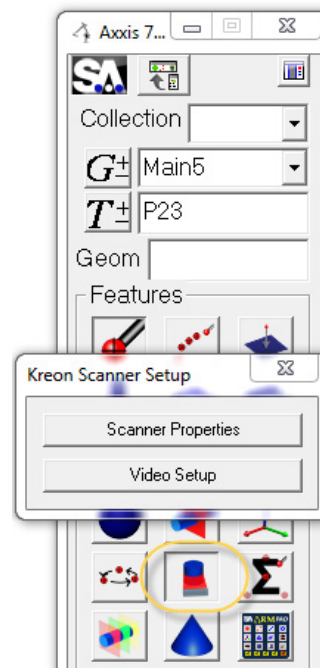 Axxis 7...
SA
Collection
G± Main5
T± P23
Geom
Features
Kreon Scanner Setup
Scanner Properties
Video Setup
Σ